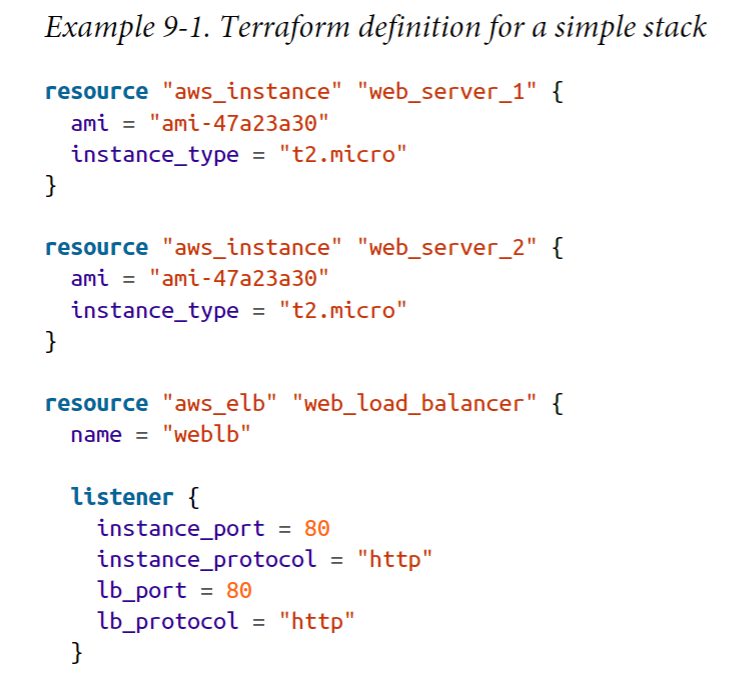 Example 9-1. Terraform definition for a simple stack
resource "aws_instance" "web_server_1" {
  ami = "ami-47a23a30"
  instance_type = "t2.micro"
}

resource "aws_instance" "web_server_2" {
  ami = "ami-47a23a30"
  instance_type = "t2.micro"
}

resource "aws_elb" "web_load_balancer" {
  name = "weblb"

  listener {
    instance_port = 80
    instance_protocol = "http"
    lb_port = 80
    lb_protocol = "http"
  }